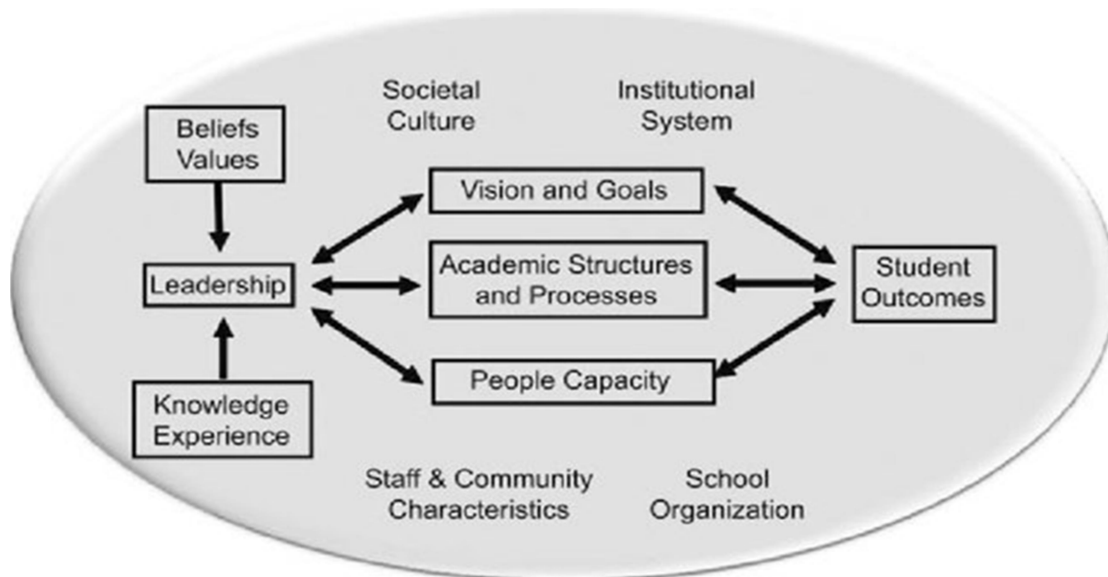 Societal
Culture
Institutional
System
Beliefs
Values
Vision and Goals
Leadership
Academic Structures
and Processes
Student
Outcomes
People Capacity
Knowledge
Experience
Staff & Community
Characteristics
School
Organization